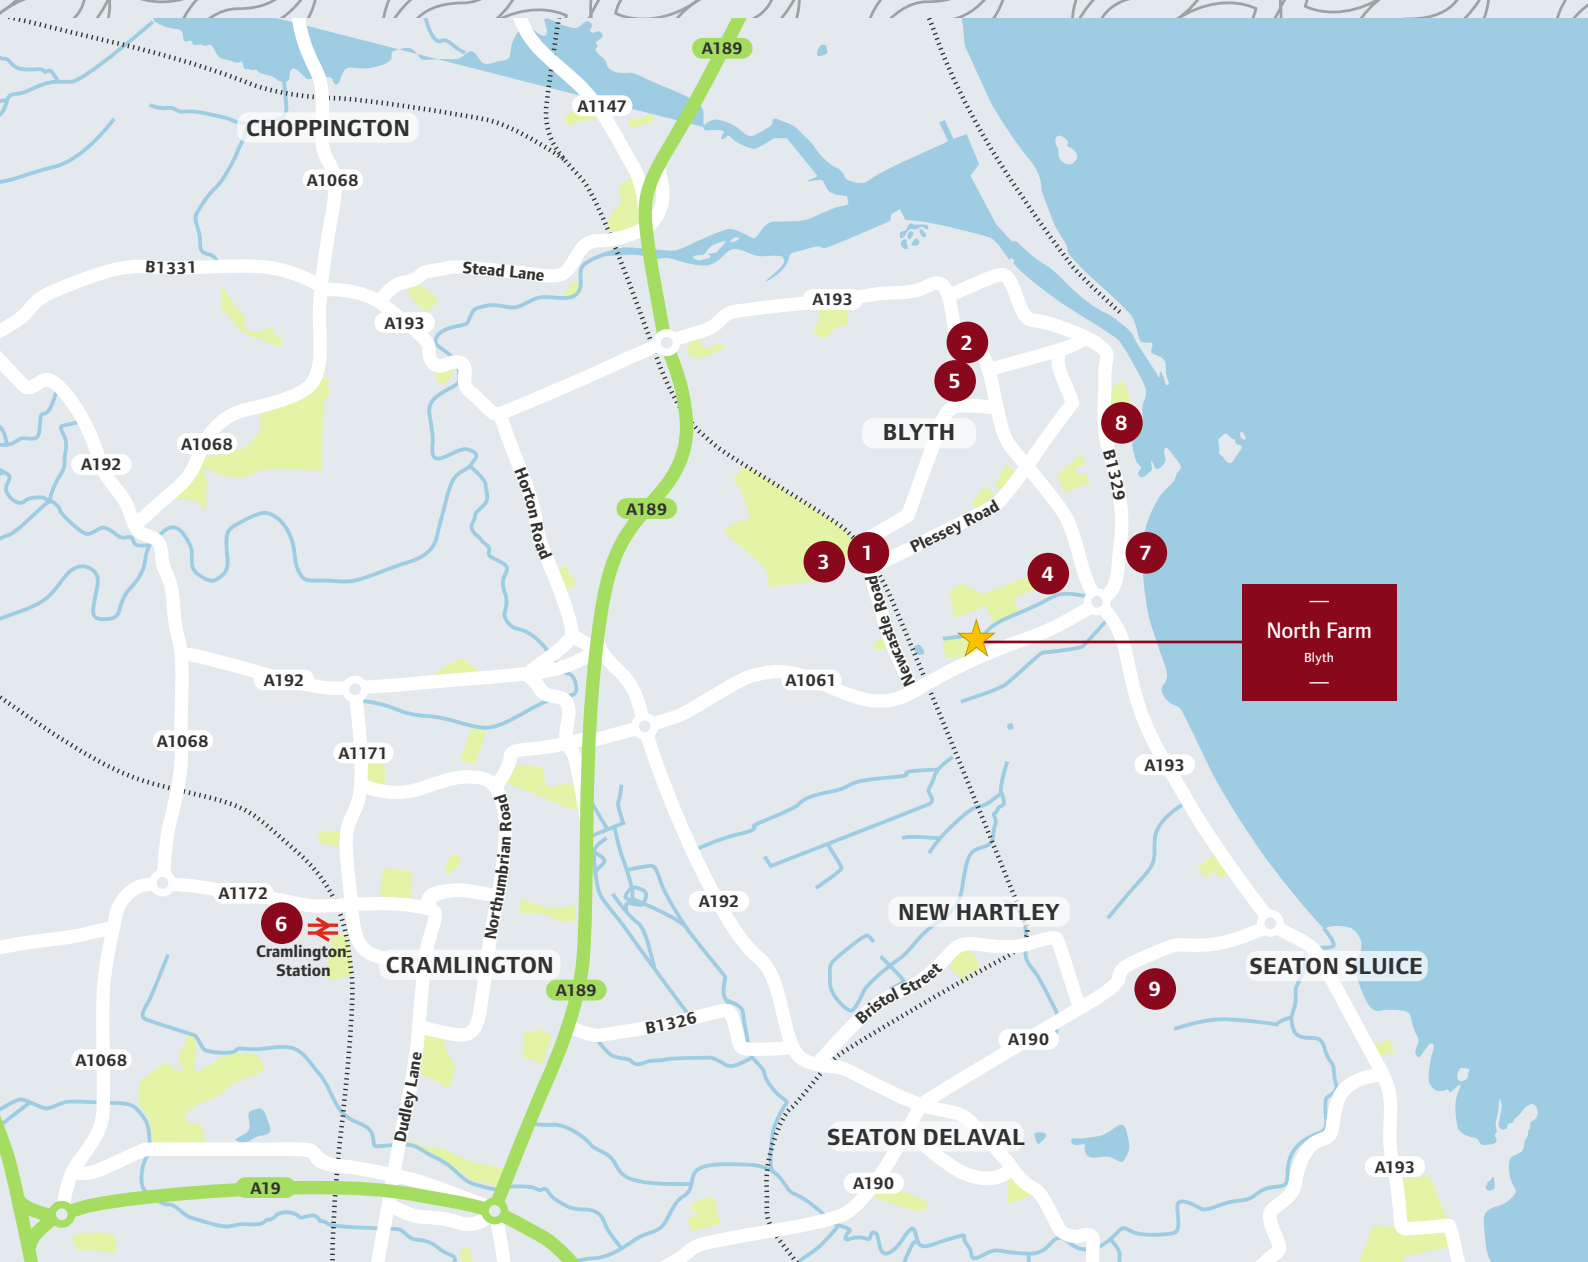 A189
A1147
CHOPPINGTON
A1068
B1331
Stead Lane
A193
A193
2
5
8
BLYTH
A1068
A192
B1329
Horton Road
A189
Plessey Road
1
3
7
4
Newcastle Road
North Farm
Blyth
A192
A1061
A1068
A1171
A193
Northumbrian Road
A1172
A192
NEW HARTLEY
6
Cramlington
Station
CRAMLINGTON
SEATON SLUICE
Bristol Street
9
A189
B1326
A190
A1068
Dudley Lane
SEATON DELAVAL
A193
A190
A19